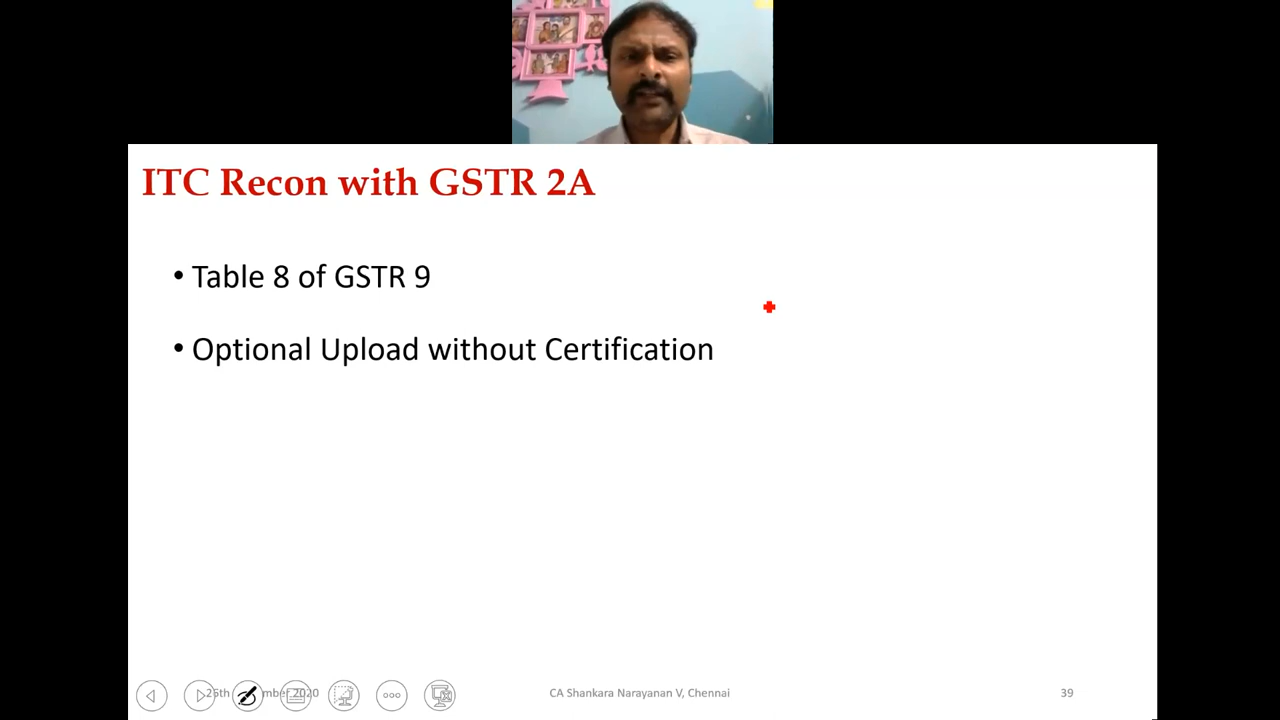 ITC Recon with GSTR 2A
• Table 8 of GSTR 9
• Optional Upload without Certification
2020
CA Shankara Narayanan V, Chennai
39